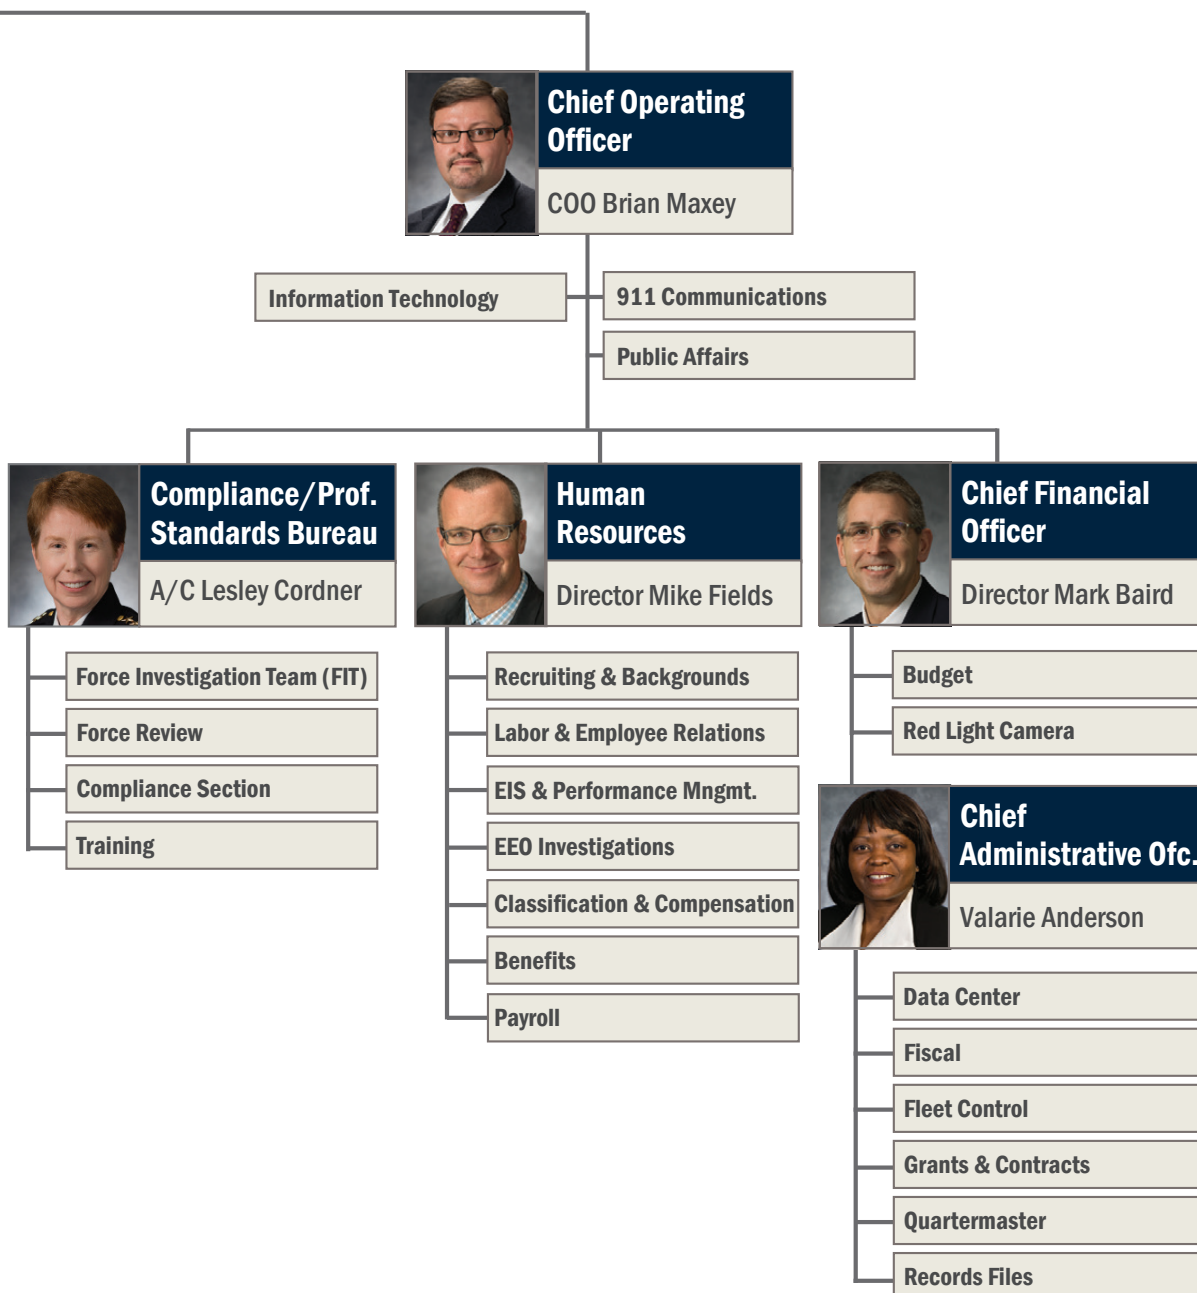 Chief Operating
Officer
COO Brian Maxey
Information Technology
911 Communications
Public Affairs
Compliance/Prof.
Standards Bureau
A/C Lesley Cordner
Force Investigation Team (FIT)
Force Review
Compliance Section
Training
Human
Resources
Director Mike Fields
Recruiting & Backgrounds
Labor & Employee Relations
EIS & Performance Mngmt.
EEO Investigations
Classification & Compensation
Benefits
Payroll
Chief Financial
Officer
Director Mark Baird
Budget
Red Light Camera
Chief
Administrative Ofc.
Valarie Anderson
Data Center
Fiscal
Fleet Control
Grants & Contracts
Quartermaster
Records Files